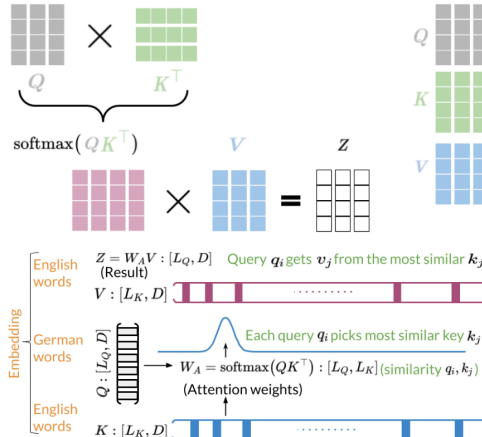 Q
K⊤
softmax(QK⊤)
V
Z
Q
K
V
Embedding
English words
Z = W_A V : [L_Q, D]
(Result)
Query q_i gets v_j from the most similar k_j
V : [L_K, D]
German words
Q : [L_Q, D]
Each query q_i picks most similar key k_j
W_A = softmax(QK⊤) : [L_Q, L_K] (similarity q_i, k_j)
(Attention weights)
English words
K : [L_K, D]